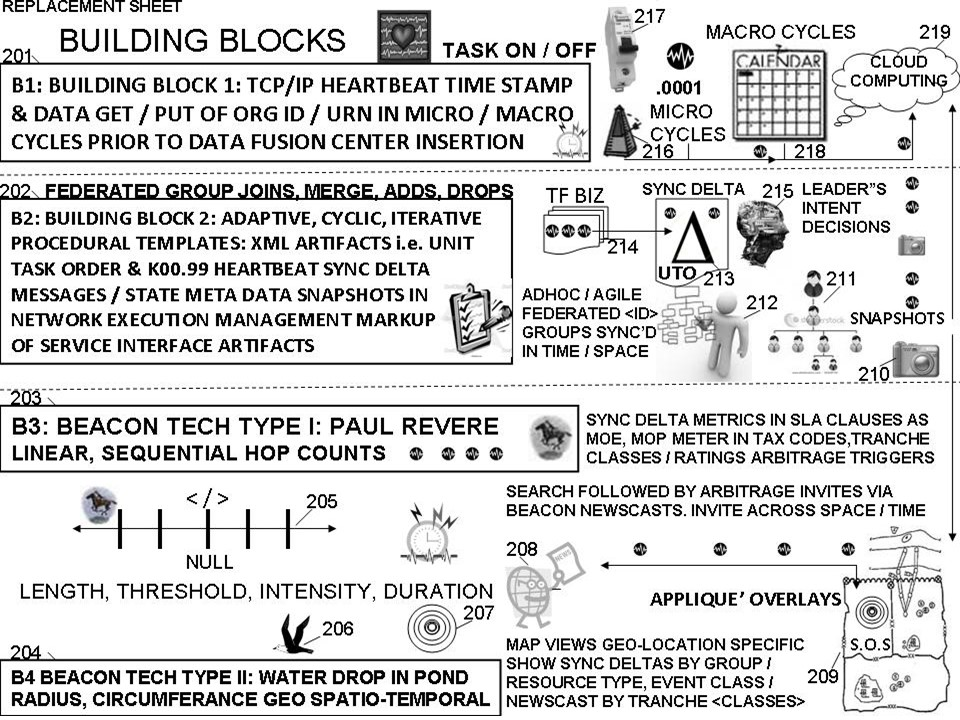 REPLACEMENT SHEET
201
BUILDING BLOCKS
TASK ON / OFF
217
.0001
MICRO
CYCLES
216
MACRO CYCLES
CALENDAR
218
219
CLOUD
COMPUTING
B1: BUILDING BLOCK 1: TCP/IP HEARTBEAT TIME STAMP
& DATA GET / PUT OF ORG ID / URN IN MICRO / MACRO
CYCLES PRIOR TO DATA FUSION CENTER INSERTION
202
FEDERATED GROUP JOINS, MERGE, ADDS, DROPS
B2: BUILDING BLOCK 2: ADAPTIVE, CYCLIC, ITERATIVE
PROCEDURAL TEMPLATES: XML ARTIFACTS i.e. UNIT
TASK ORDER & K00.99 HEARTBEAT SYNC DELTA
MESSAGES / STATE META DATA SNAPSHOTS IN
NETWORK EXECUTION MANAGEMENT MARKUP
OF SERVICE INTERFACE ARTIFACTS
TF BIZ
214
SYNC DELTA
Δ
UTO
213
215
LEADER"S
INTENT
DECISIONS
ADHOC / AGILE
FEDERATED <ID>
GROUPS SYNC'D
IN TIME / SPACE
212
211
SNAPSHOTS
210
203
B3: BEACON TECH TYPE I: PAUL REVERE
LINEAR, SEQUENTIAL HOP COUNTS
SYNC DELTA METRICS IN SLA CLAUSES AS
MOE, MOP METER IN TAX CODES,TRANCHE
CLASSES / RATINGS ARBITRAGE TRIGGERS
< / >
205
NULL
LENGTH, THRESHOLD, INTENSITY, DURATION
206
207
SEARCH FOLLOWED BY ARBITRAGE INVITES VIA
BEACON NEWSCASTS. INVITE ACROSS SPACE / TIME
208
NEWS
APPLIQUE' OVERLAYS
S.O.S
209
204
B4 BEACON TECH TYPE II: WATER DROP IN POND
RADIUS, CIRCUMFERANCE GEO SPATIO-TEMPORAL
MAP VIEWS GEO-LOCATION SPECIFIC
SHOW SYNC DELTAS BY GROUP /
RESOURCE TYPE, EVENT CLASS /
NEWSCAST BY TRANCHE <CLASSES>